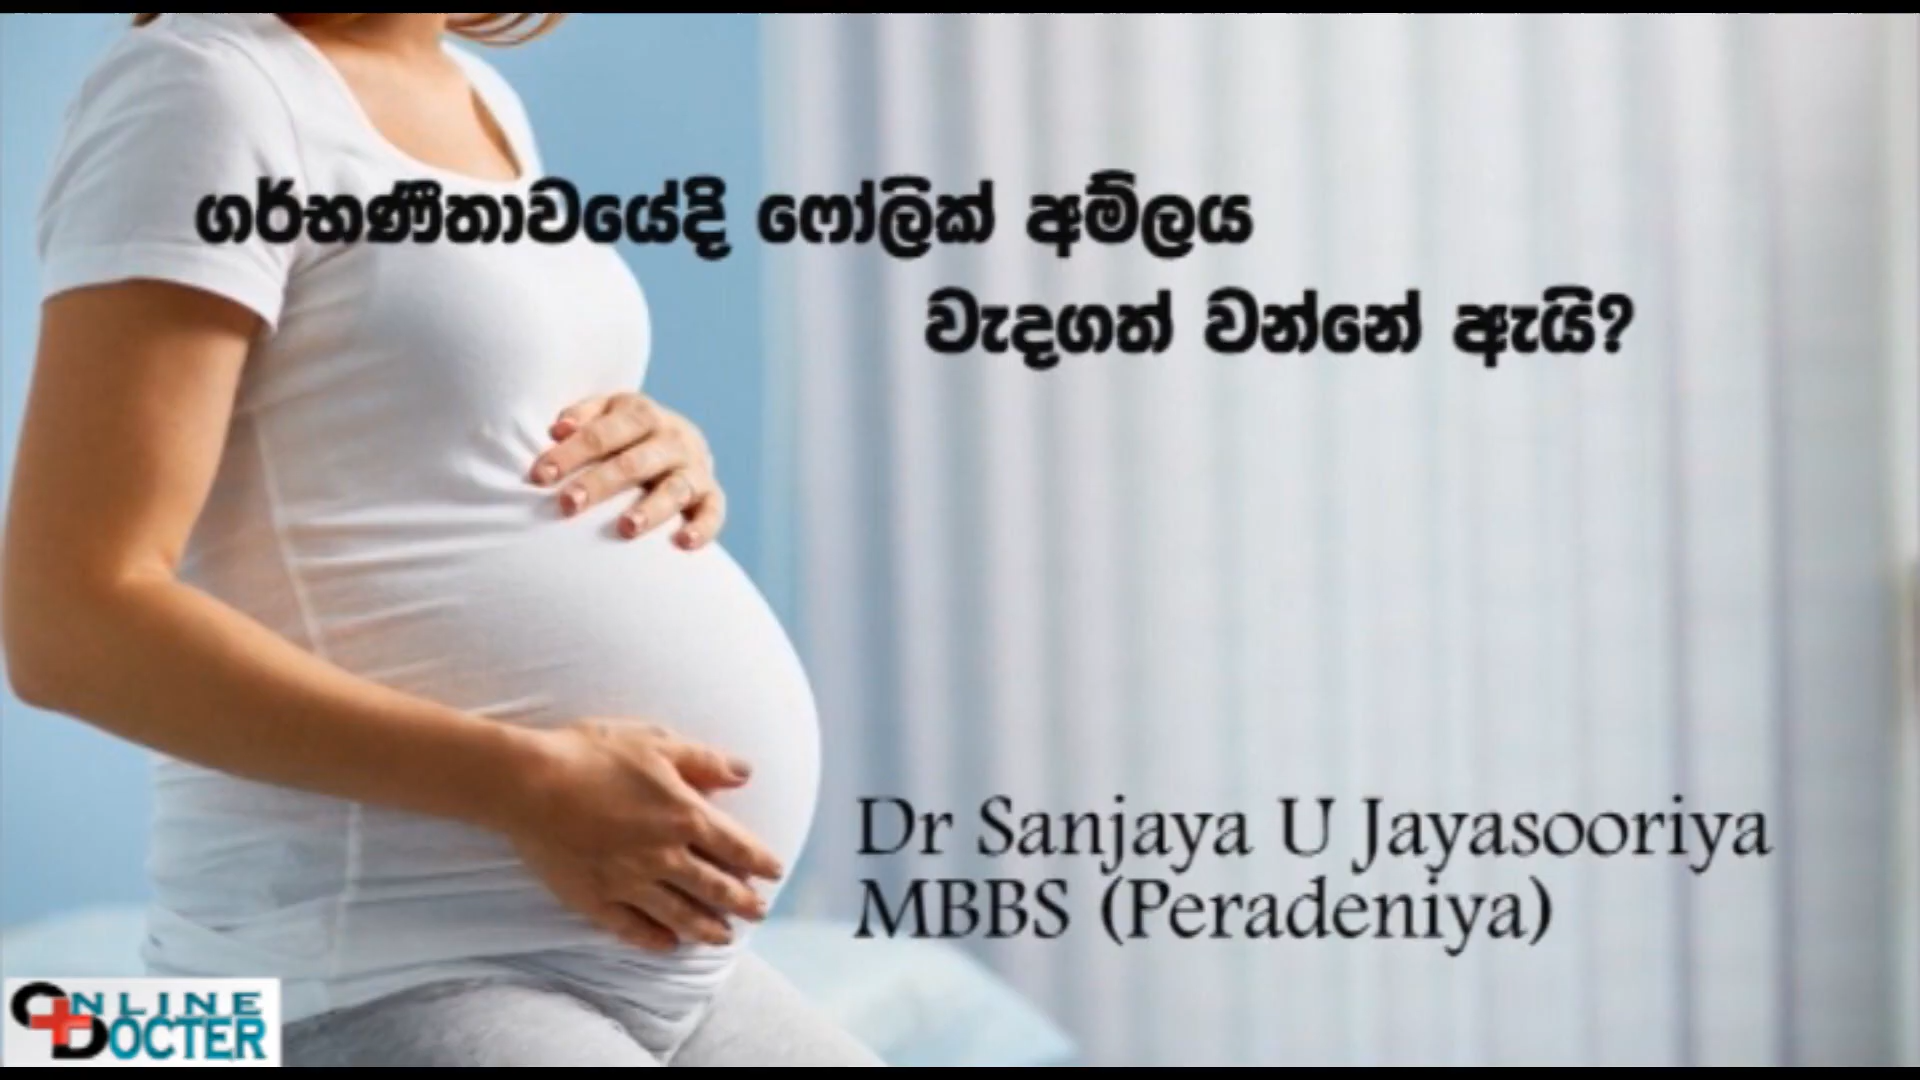 ගර්භණීතාවයේදි ෆෝලික් අම්ලය
වැදගත් වන්නේ ඇයි?
Dr Sanjaya U Jayasooriya
MBBS (Peradeniya)
ONLINE
DOCTER